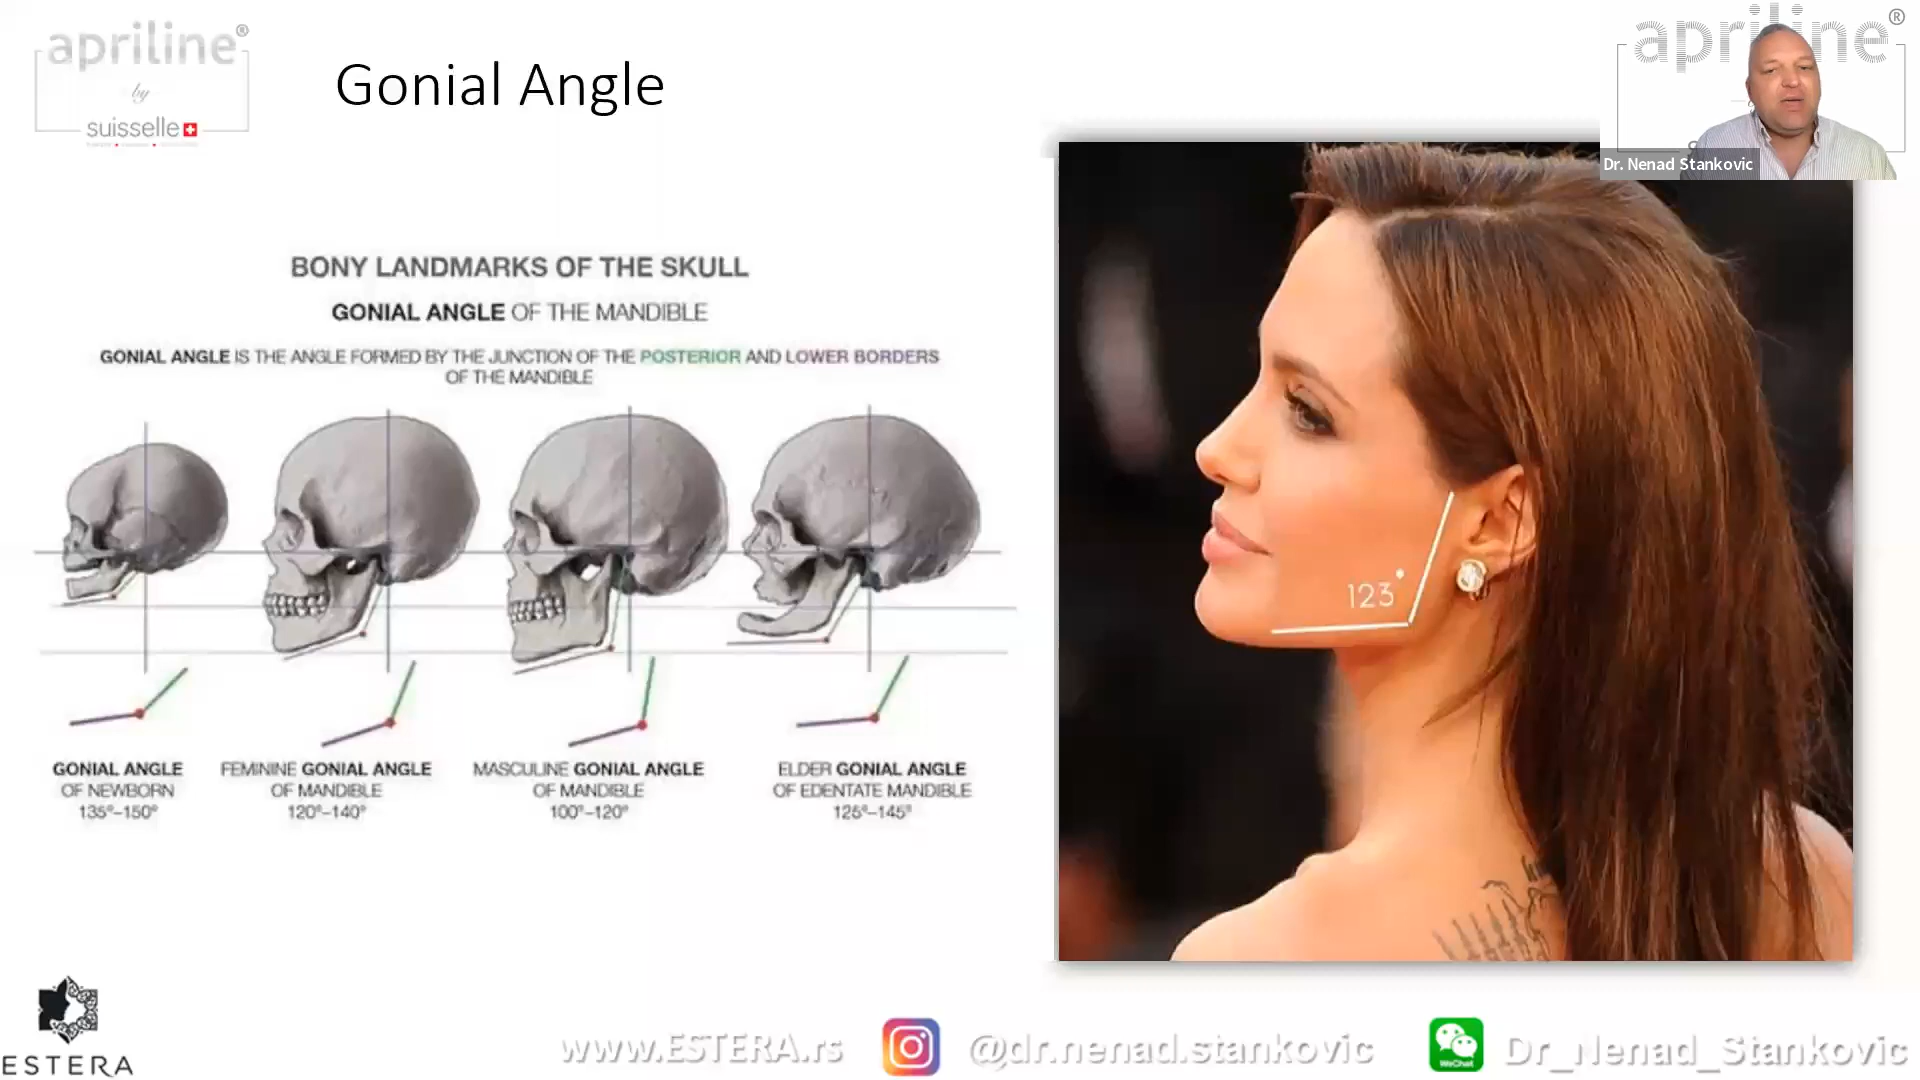 apriline®
by
suisselle
Gonial Angle
apriline®
Dr. Nenad Stankovic
BONY LANDMARKS OF THE SKULL
GONIAL ANGLE OF THE MANDIBLE
GONIAL ANGLE IS THE ANGLE FORMED BY THE JUNCTION OF THE POSTERIOR AND LOWER BORDERS
OF THE MANDIBLE
GONIAL ANGLE
OF NEWBORN
135°–150°
FEMININE GONIAL ANGLE
OF MANDIBLE
120°–140°
MASCULINE GONIAL ANGLE
OF MANDIBLE
100°–120°
ELDER GONIAL ANGLE
OF EDENTATE MANDIBLE
125°–145°
123°
ESTERA
www.ESTERA.rs
@dr.nenad.stankovic
WeChat
Dr_Nenad_Stankovic